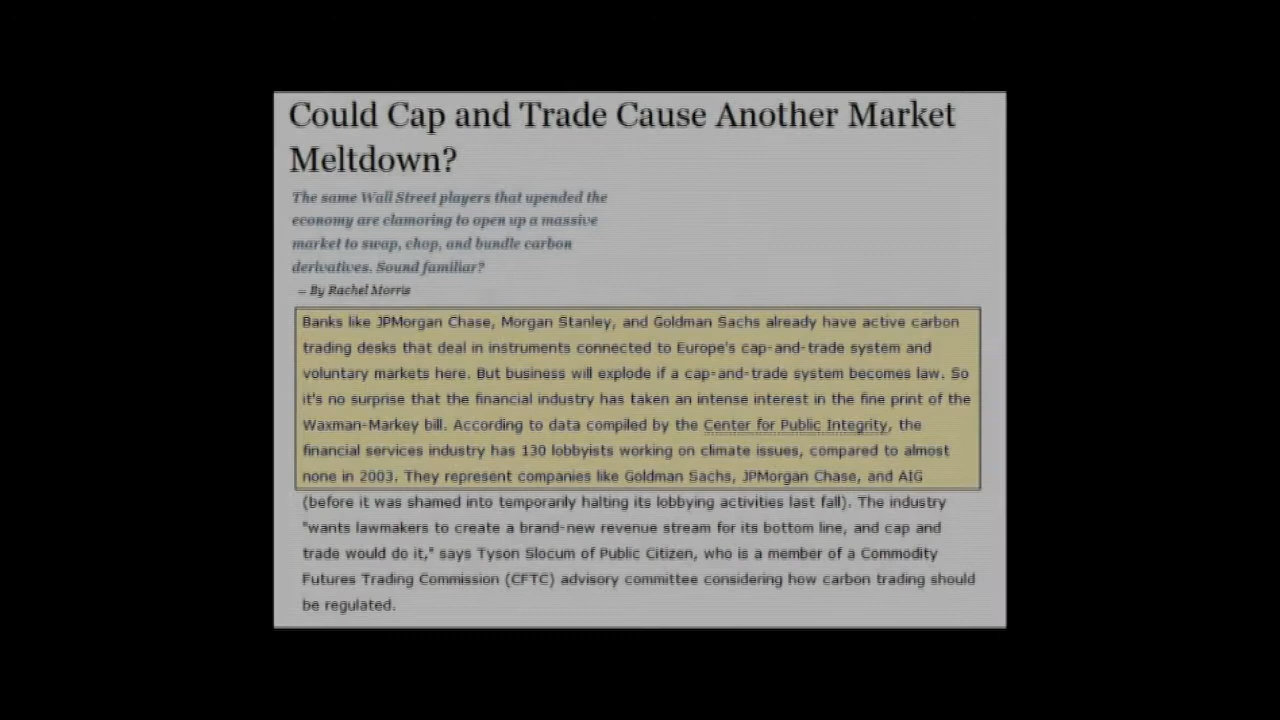 Could Cap and Trade Cause Another Market
Meltdown?
The same Wall Street players that upended the
economy are clamoring to open up a massive
market to swap, chop, and bundle carbon
derivatives. Sound familiar?
— By Rachel Morris
Banks like JPMorgan Chase, Morgan Stanley, and Goldman Sachs already have active carbon
trading desks that deal in instruments connected to Europe's cap-and-trade system and
voluntary markets here. But business will explode if a cap-and-trade system becomes law. So
it's no surprise that the financial industry has taken an intense interest in the fine print of the
Waxman-Markey bill. According to data compiled by the Center for Public Integrity, the
financial services industry has 130 lobbyists working on climate issues, compared to almost
none in 2003. They represent companies like Goldman Sachs, JPMorgan Chase, and AIG
(before it was shamed into temporarily halting its lobbying activities last fall). The industry
"wants lawmakers to create a brand-new revenue stream for its bottom line, and cap and
trade would do it," says Tyson Slocum of Public Citizen, who is a member of a Commodity
Futures Trading Commission (CFTC) advisory committee considering how carbon trading should
be regulated.